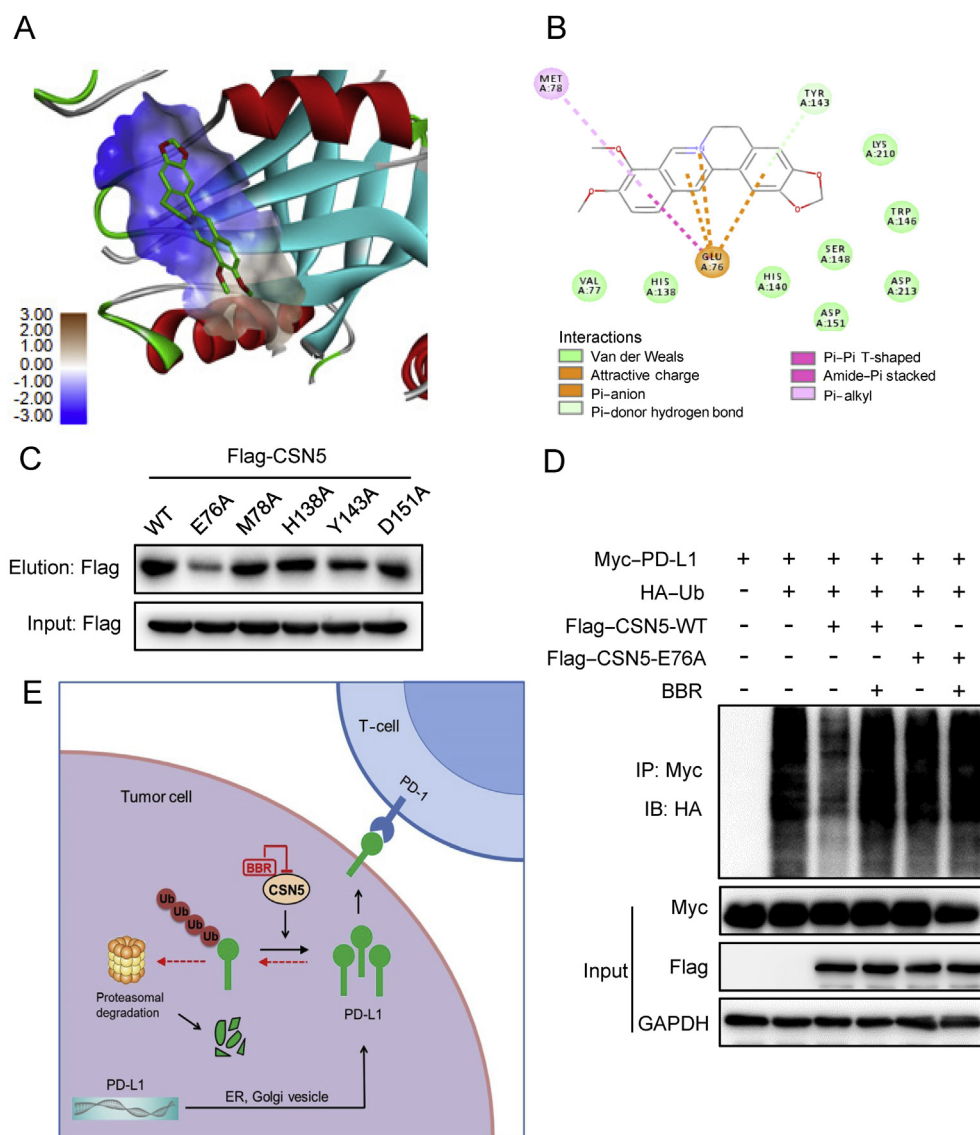 A
3.00
2.00
1.00
0.00
-1.00
-2.00
-3.00
B
MET
A:78
TYR
A:143
LYS
A:210
TRP
A:146
SER
A:148
ASP
A:213
ASP
A:151
HIS
A:140
GLU
A:76
HIS
A:138
VAL
A:77
N+
O
O
O
O
Interactions
Van der Weals
Attractive charge
Pi-anion
Pi-donor hydrogen bond
Pi-Pi T-shaped
Amide-Pi stacked
Pi-alkyl
C
Flag-CSN5
WT E76A M78A H138A Y143A D151A
Elution: Flag
Input: Flag
D
Myc-PD-L1 + + + + + +
HA-Ub - + + + + +
Flag-CSN5-WT - - + + - -
Flag-CSN5-E76A - - - - + +
BBR - - - + - +
IP: Myc
IB: HA
Input
Myc
Flag
GAPDH
E
T-cell
PD-1
Tumor cell
BBR
CSN5
Ub
Ub
Ub
Ub
Proteasomal
degradation
PD-L1
PD-L1
ER, Golgi vesicle